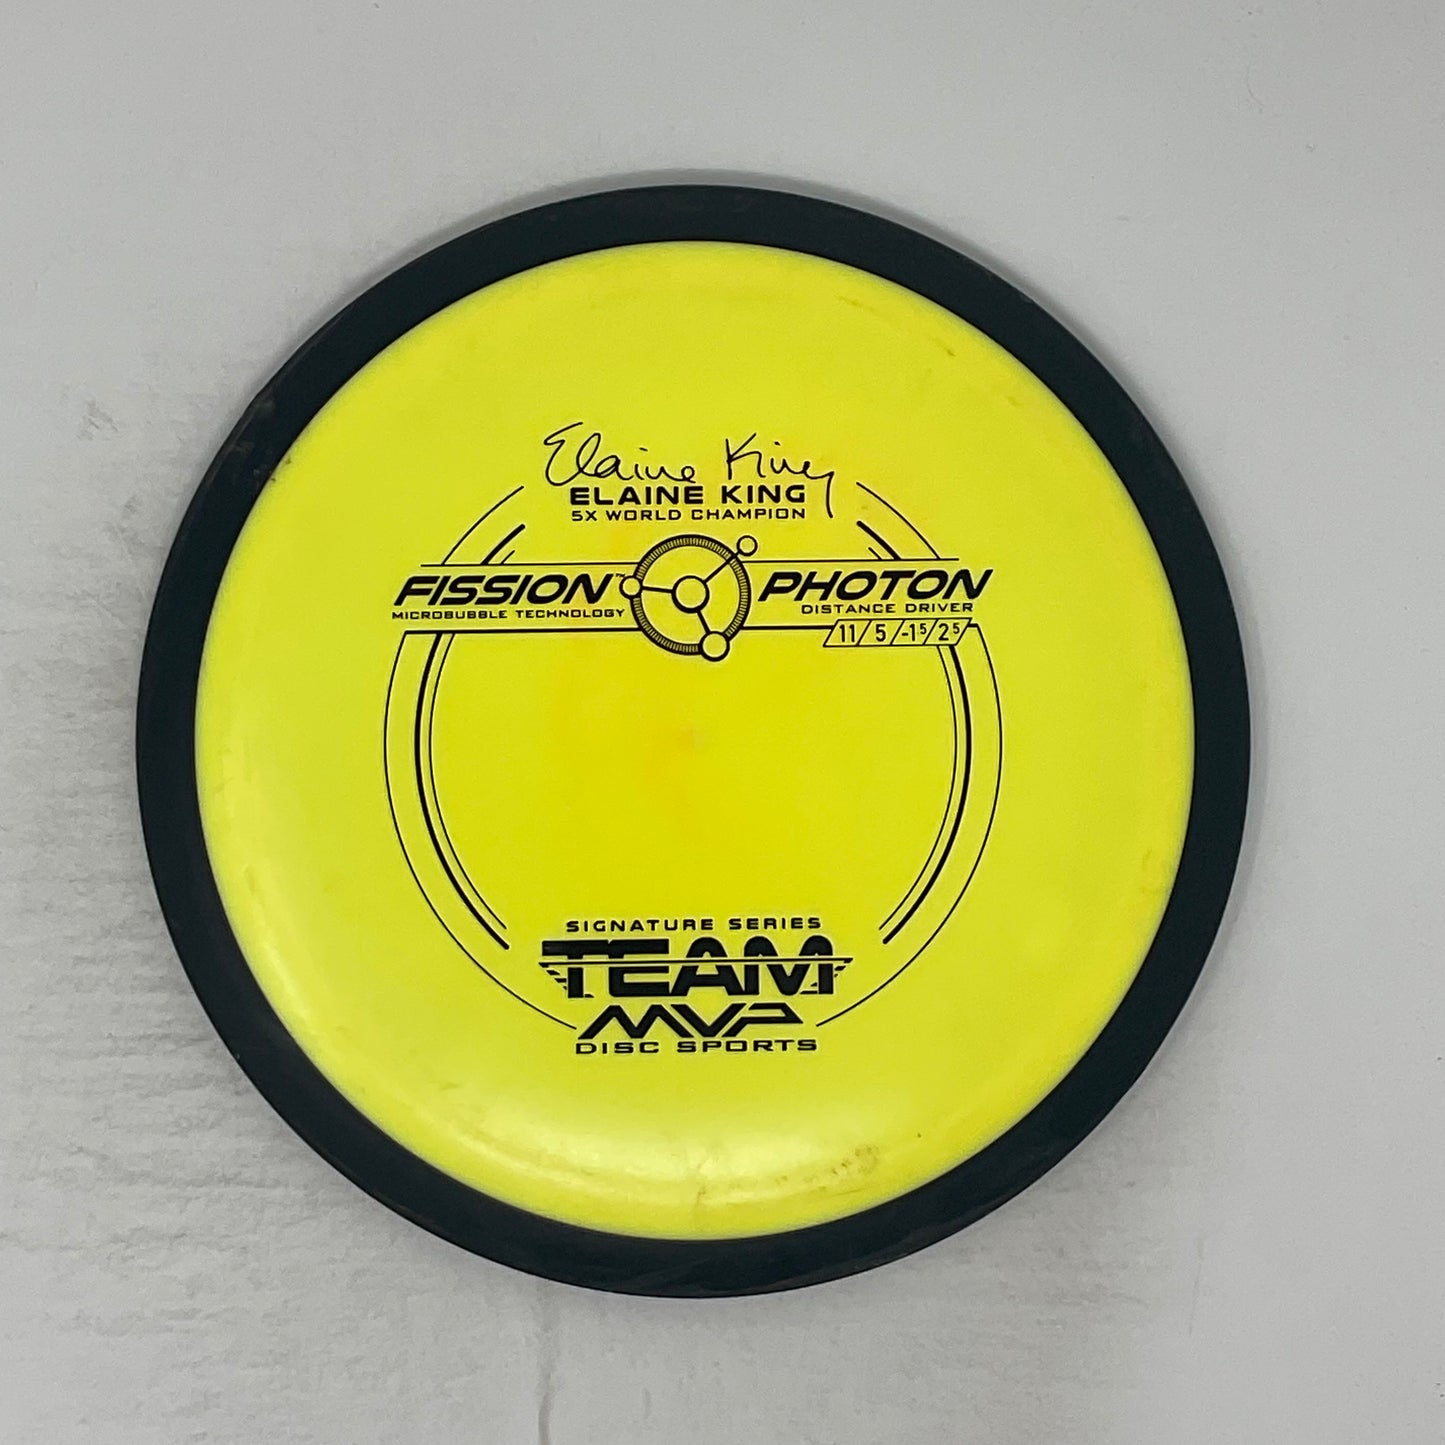 Elaine King
ELAINE KING
5X WORLD CHAMPION
FISSION™
MICROBUBBLE TECHNOLOGY
PHOTON
DISTANCE DRIVER
11/5/-1.5/2.5
SIGNATURE SERIES
TEAM
MVP
DISC SPORTS